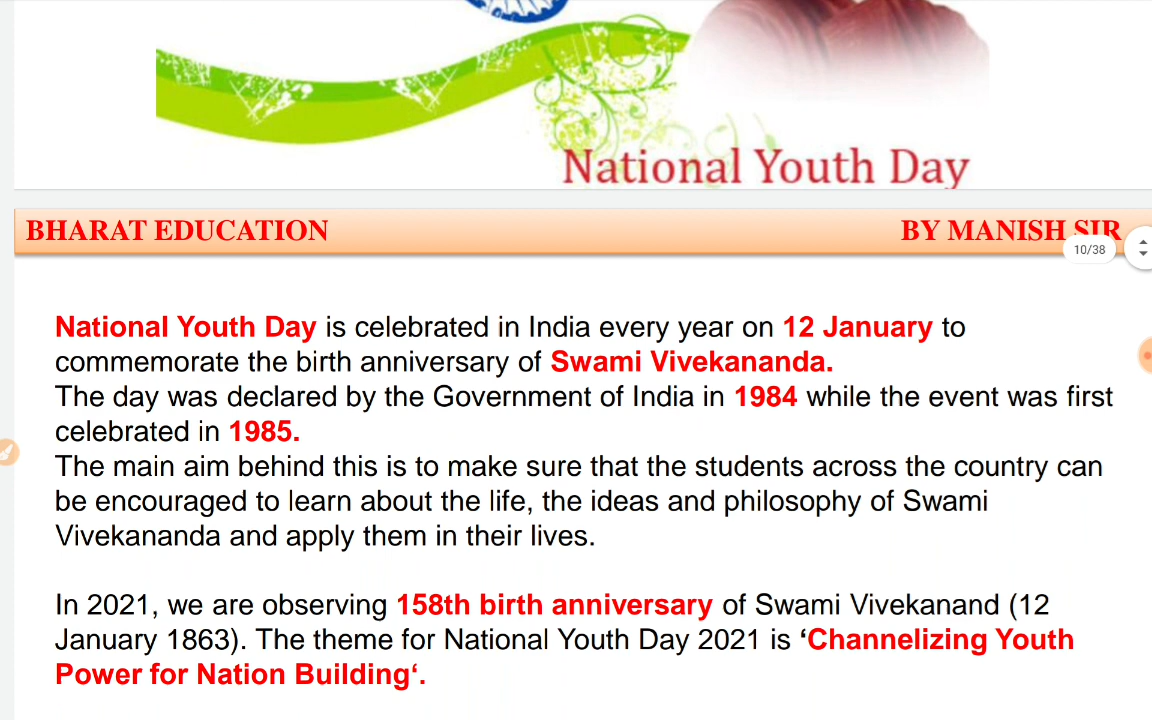 National Youth Day
BHARAT EDUCATION BY MANISH SIR
10/38
National Youth Day is celebrated in India every year on 12 January to
commemorate the birth anniversary of Swami Vivekananda.
The day was declared by the Government of India in 1984 while the event was first
celebrated in 1985.
The main aim behind this is to make sure that the students across the country can
be encouraged to learn about the life, the ideas and philosophy of Swami
Vivekananda and apply them in their lives.
In 2021, we are observing 158th birth anniversary of Swami Vivekanand (12
January 1863). The theme for National Youth Day 2021 is ‘Channelizing Youth
Power for Nation Building‘.